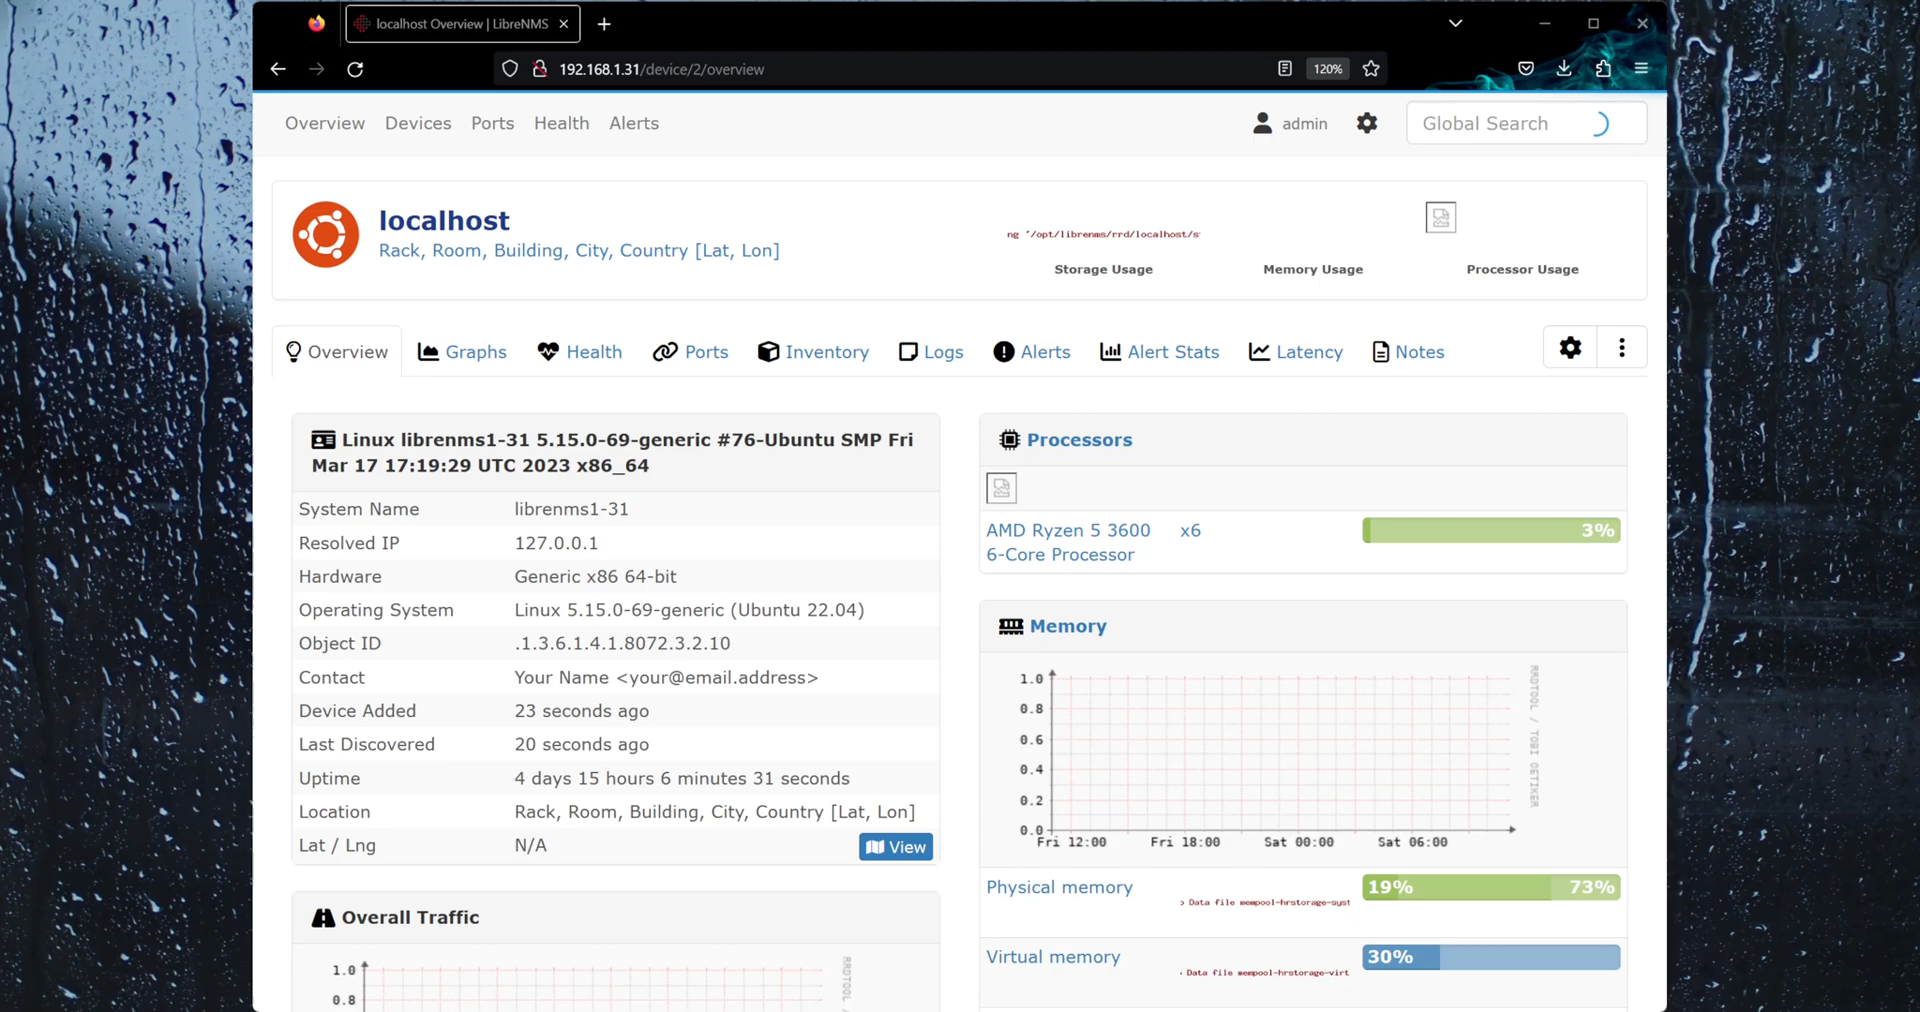 localhost Overview | LibreNMS
192.168.1.31/device/2/overview
120%
Overview Devices Ports Health Alerts
admin
Global Search
localhost
Rack, Room, Building, City, Country [Lat, Lon]
ng '/opt/librenms/rrd/localhost/s
Storage Usage
Memory Usage
Processor Usage
Overview Graphs Health Ports Inventory Logs Alerts Alert Stats Latency Notes
Linux librenms1-31 5.15.0-69-generic #76-Ubuntu SMP Fri
Mar 17 17:19:29 UTC 2023 x86_64
System Name librenms1-31
Resolved IP 127.0.0.1
Hardware Generic x86 64-bit
Operating System Linux 5.15.0-69-generic (Ubuntu 22.04)
Object ID .1.3.6.1.4.1.8072.3.2.10
Contact Your Name <your@email.address>
Device Added 23 seconds ago
Last Discovered 20 seconds ago
Uptime 4 days 15 hours 6 minutes 31 seconds
Location Rack, Room, Building, City, Country [Lat, Lon]
Lat / Lng N/A View
Overall Traffic
1.0
0.8
RRDTOOL /
Processors
AMD Ryzen 5 3600 x6 3%
6-Core Processor
Memory
1.0
0.8
0.6
0.4
0.2
0.0
Fri 12:00 Fri 18:00 Sat 00:00 Sat 06:00
RRDTOOL / TOBI OETIKER
Physical memory 19% 73%
Data file mempool-hrstorage-syst
Virtual memory 30%
Data file mempool-hrstorage-virt